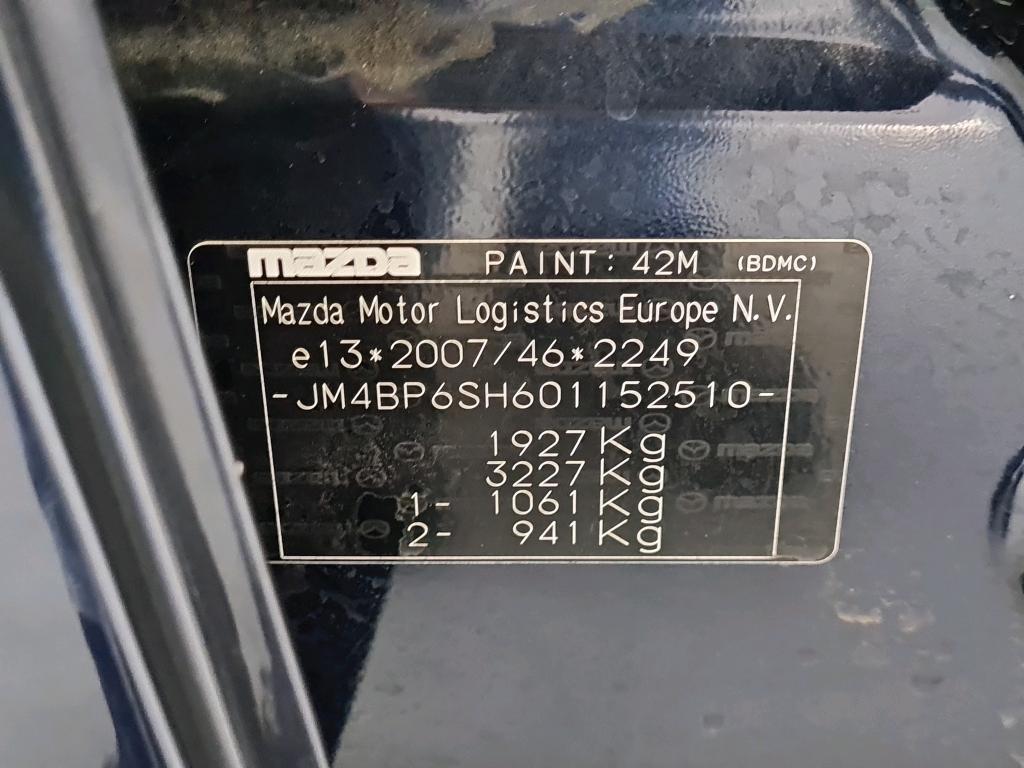 mazda PAINT: 42M (BDMC)
Mazda Motor Logistics Europe N.V.
e13*2007/46*2249
-JM4BP6SH601152510-
1927 Kg
3227 Kg
1- 1061 Kg
2- 941 Kg